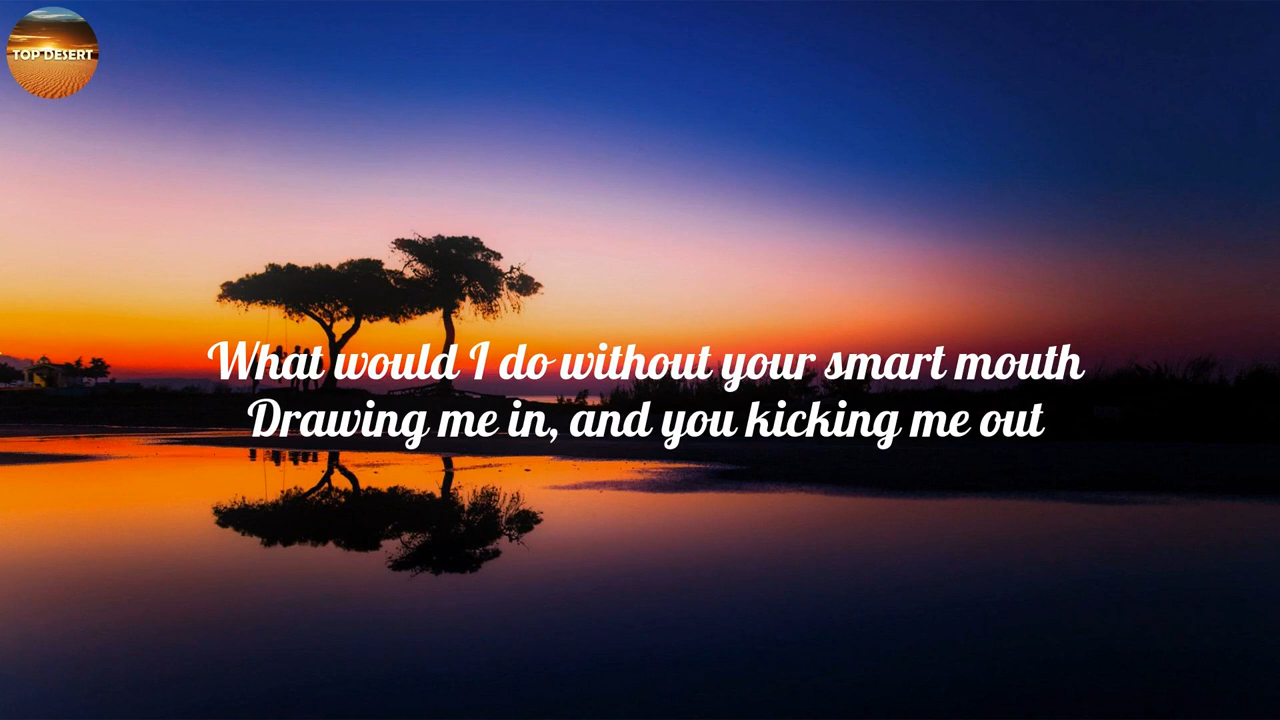 TOP DESERT
What would I do without your smart mouth
Drawing me in, and you kicking me out